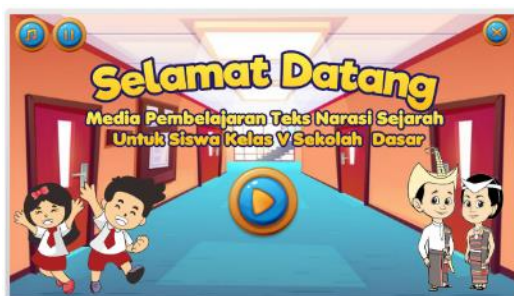 Selamat Datang
Media Pembelajaran Teks Narasi Sejarah
Untuk Siswa Kelas V Sekolah Dasar